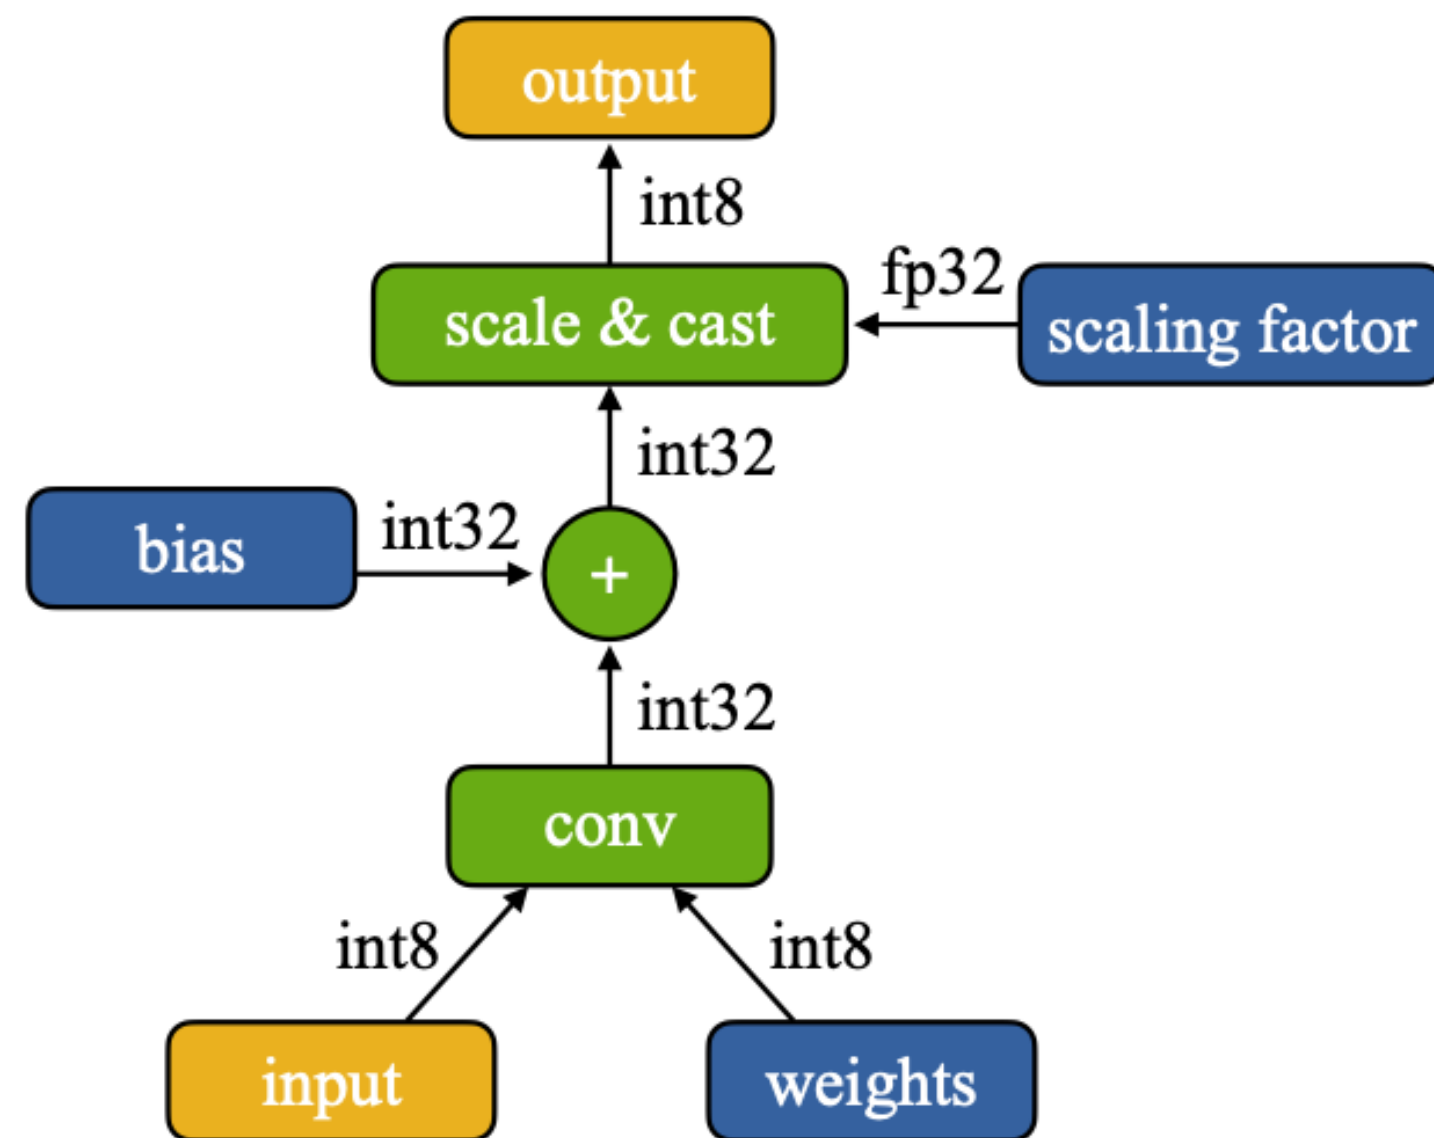 output
int8
fp32
scale & cast
scaling factor
int32
bias
int32
+
int32
conv
int8
int8
input
weights